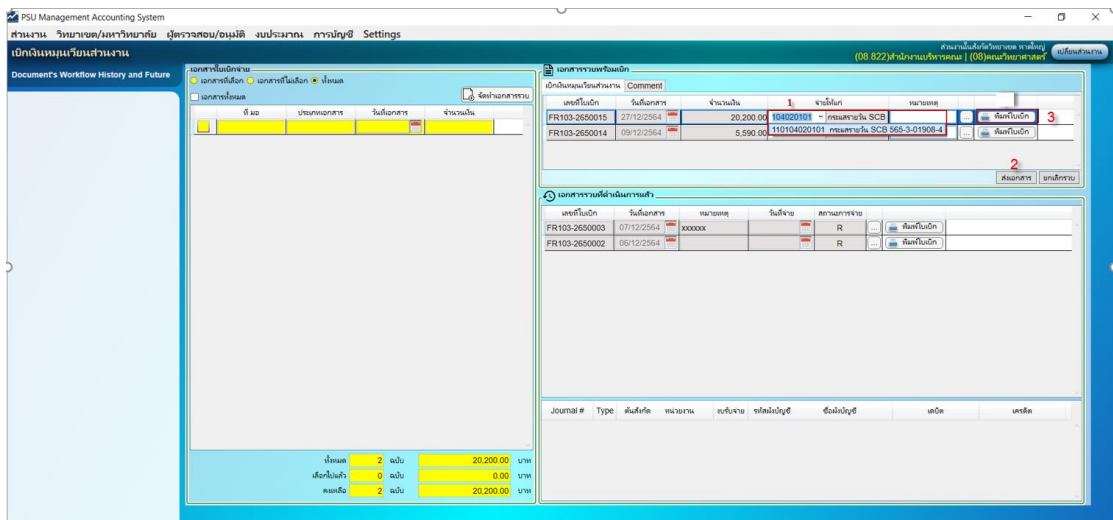 PSU Management Accounting System
ส่วนงาน วิทยาเขต/มหาวิทยาลัย ผู้ตรวจสอบ/อนุมัติ งบประมาณ การบัญชี Settings
เบิกเงินหมุนเวียนส่วนงาน
ส่วนงานในสังกัดวิทยาเขต หาดใหญ่
(08.822)สำนักงานบริหารคณะ | (08)คณะวิทยาศาสตร์
เปลี่ยนส่วนงาน
Document's Workflow History and Future
เอกสารใบเบิกจ่าย
เอกสารที่เลือก เอกสารที่ไม่เลือก ทั้งหมด
เอกสารทั้งหมด จัดทำเอกสารรวม
ที่ มอ ประเภทเอกสาร วันที่เอกสาร จำนวนเงิน
ทั้งหมด 2 ฉบับ 20,200.00 บาท
เลือกไปแล้ว 0 ฉบับ 0.00 บาท
คงเหลือ 2 ฉบับ 20,200.00 บาท
เอกสารรวมพร้อมเบิก
เบิกเงินหมุนเวียนส่วนงาน Comment
เลขที่ใบเบิก วันที่เอกสาร จำนวนเงิน 1 จ่ายให้แก่ หมายเหตุ
FR103-2650015 27/12/2564 20,200.00 104020101 กระแสรายวัน SCB ... พิมพ์ใบเบิก 3
FR103-2650014 09/12/2564 5,590.00 110104020101 กระแสรายวัน SCB 565-3-01908-4 ... พิมพ์ใบเบิก
2
ส่งเอกสาร ยกเลิกรวม
เอกสารรวมที่ดำเนินการแล้ว
เลขที่ใบเบิก วันที่เอกสาร หมายเหตุ วันที่จ่าย สถานะการจ่าย
FR103-2650003 07/12/2564 xxxxxx R ... พิมพ์ใบเบิก
FR103-2650002 06/12/2564 R ... พิมพ์ใบเบิก
Journal # Type ต้นสังกัด หน่วยงาน งบรับจ่าย รหัสผังบัญชี ชื่อผังบัญชี เดบิต เครดิต